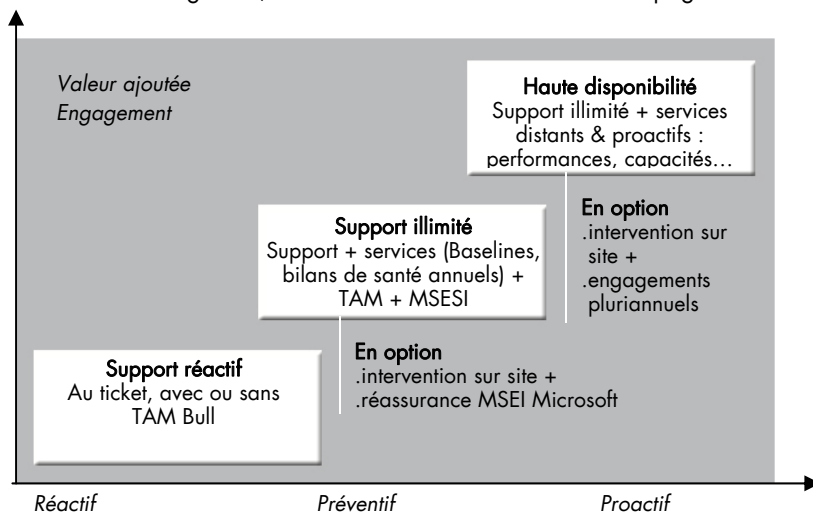 Valeur ajoutée
Engagement
Haute disponibilité
Support illimité + services
distants & proactifs :
performances, capacités…
En option
.intervention sur
site +
.engagements
pluriannuels
Support illimité
Support + services (Baselines,
bilans de santé annuels) +
TAM + MSESI
En option
.intervention sur site +
.réassurance MSEI Microsoft
Support réactif
Au ticket, avec ou sans
TAM Bull
Réactif
Préventif
Proactif